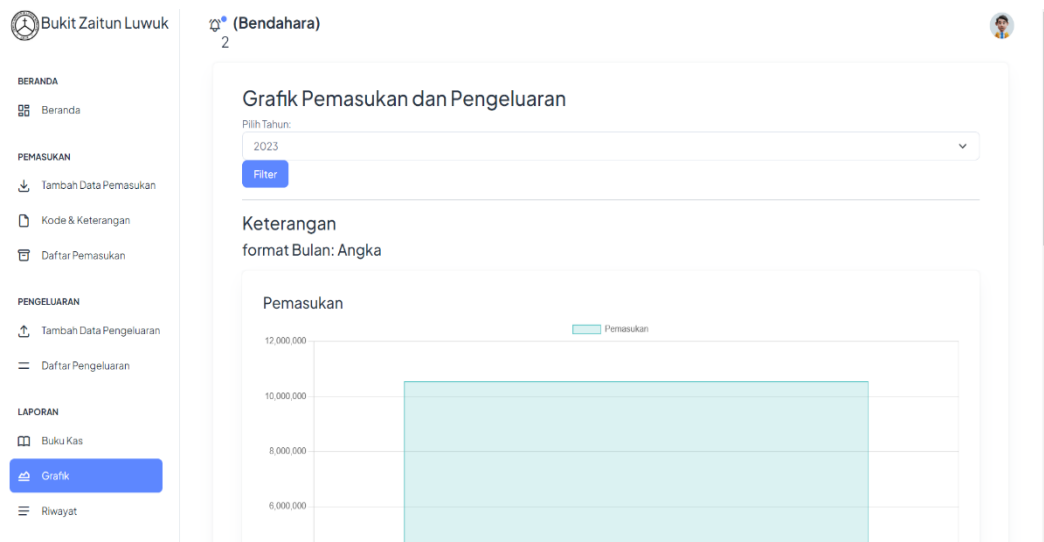 Bukit Zaitun Luwuk
(Bendahara)
2
BERANDA
Beranda
PEMASUKAN
Tambah Data Pemasukan
Kode & Keterangan
Daftar Pemasukan
PENGELUARAN
Tambah Data Pengeluaran
Daftar Pengeluaran
LAPORAN
Buku Kas
Grafik
Riwayat
Grafik Pemasukan dan Pengeluaran
Pilih Tahun:
2023
Filter
Keterangan
format Bulan: Angka
Pemasukan
Pemasukan
12,000,000
10,000,000
8,000,000
6,000,000